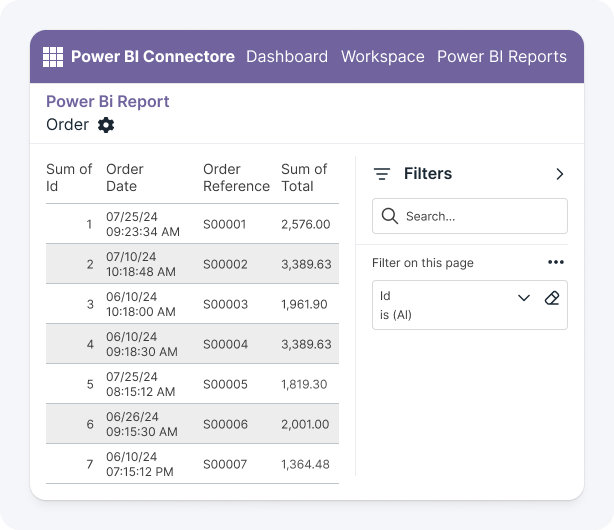 Power BI Connectore Dashboard Workspace Power BI Reports
Power Bi Report
Order
Sum of Id Order Date Order Reference Sum of Total
1 07/25/24 09:23:34 AM S00001 2,576.00
2 07/10/24 10:18:48 AM S00002 3,389.63
3 06/10/24 10:18:00 AM S00003 1,961.90
4 06/10/24 09:18:30 AM S00004 3,389.63
5 07/25/24 08:15:12 AM S00005 1,819.30
6 06/26/24 09:15:30 AM S00006 2,001.00
7 06/10/24 07:15:12 PM S00007 1,364.48
Filters
Search...
Filter on this page
Id
is (Al)